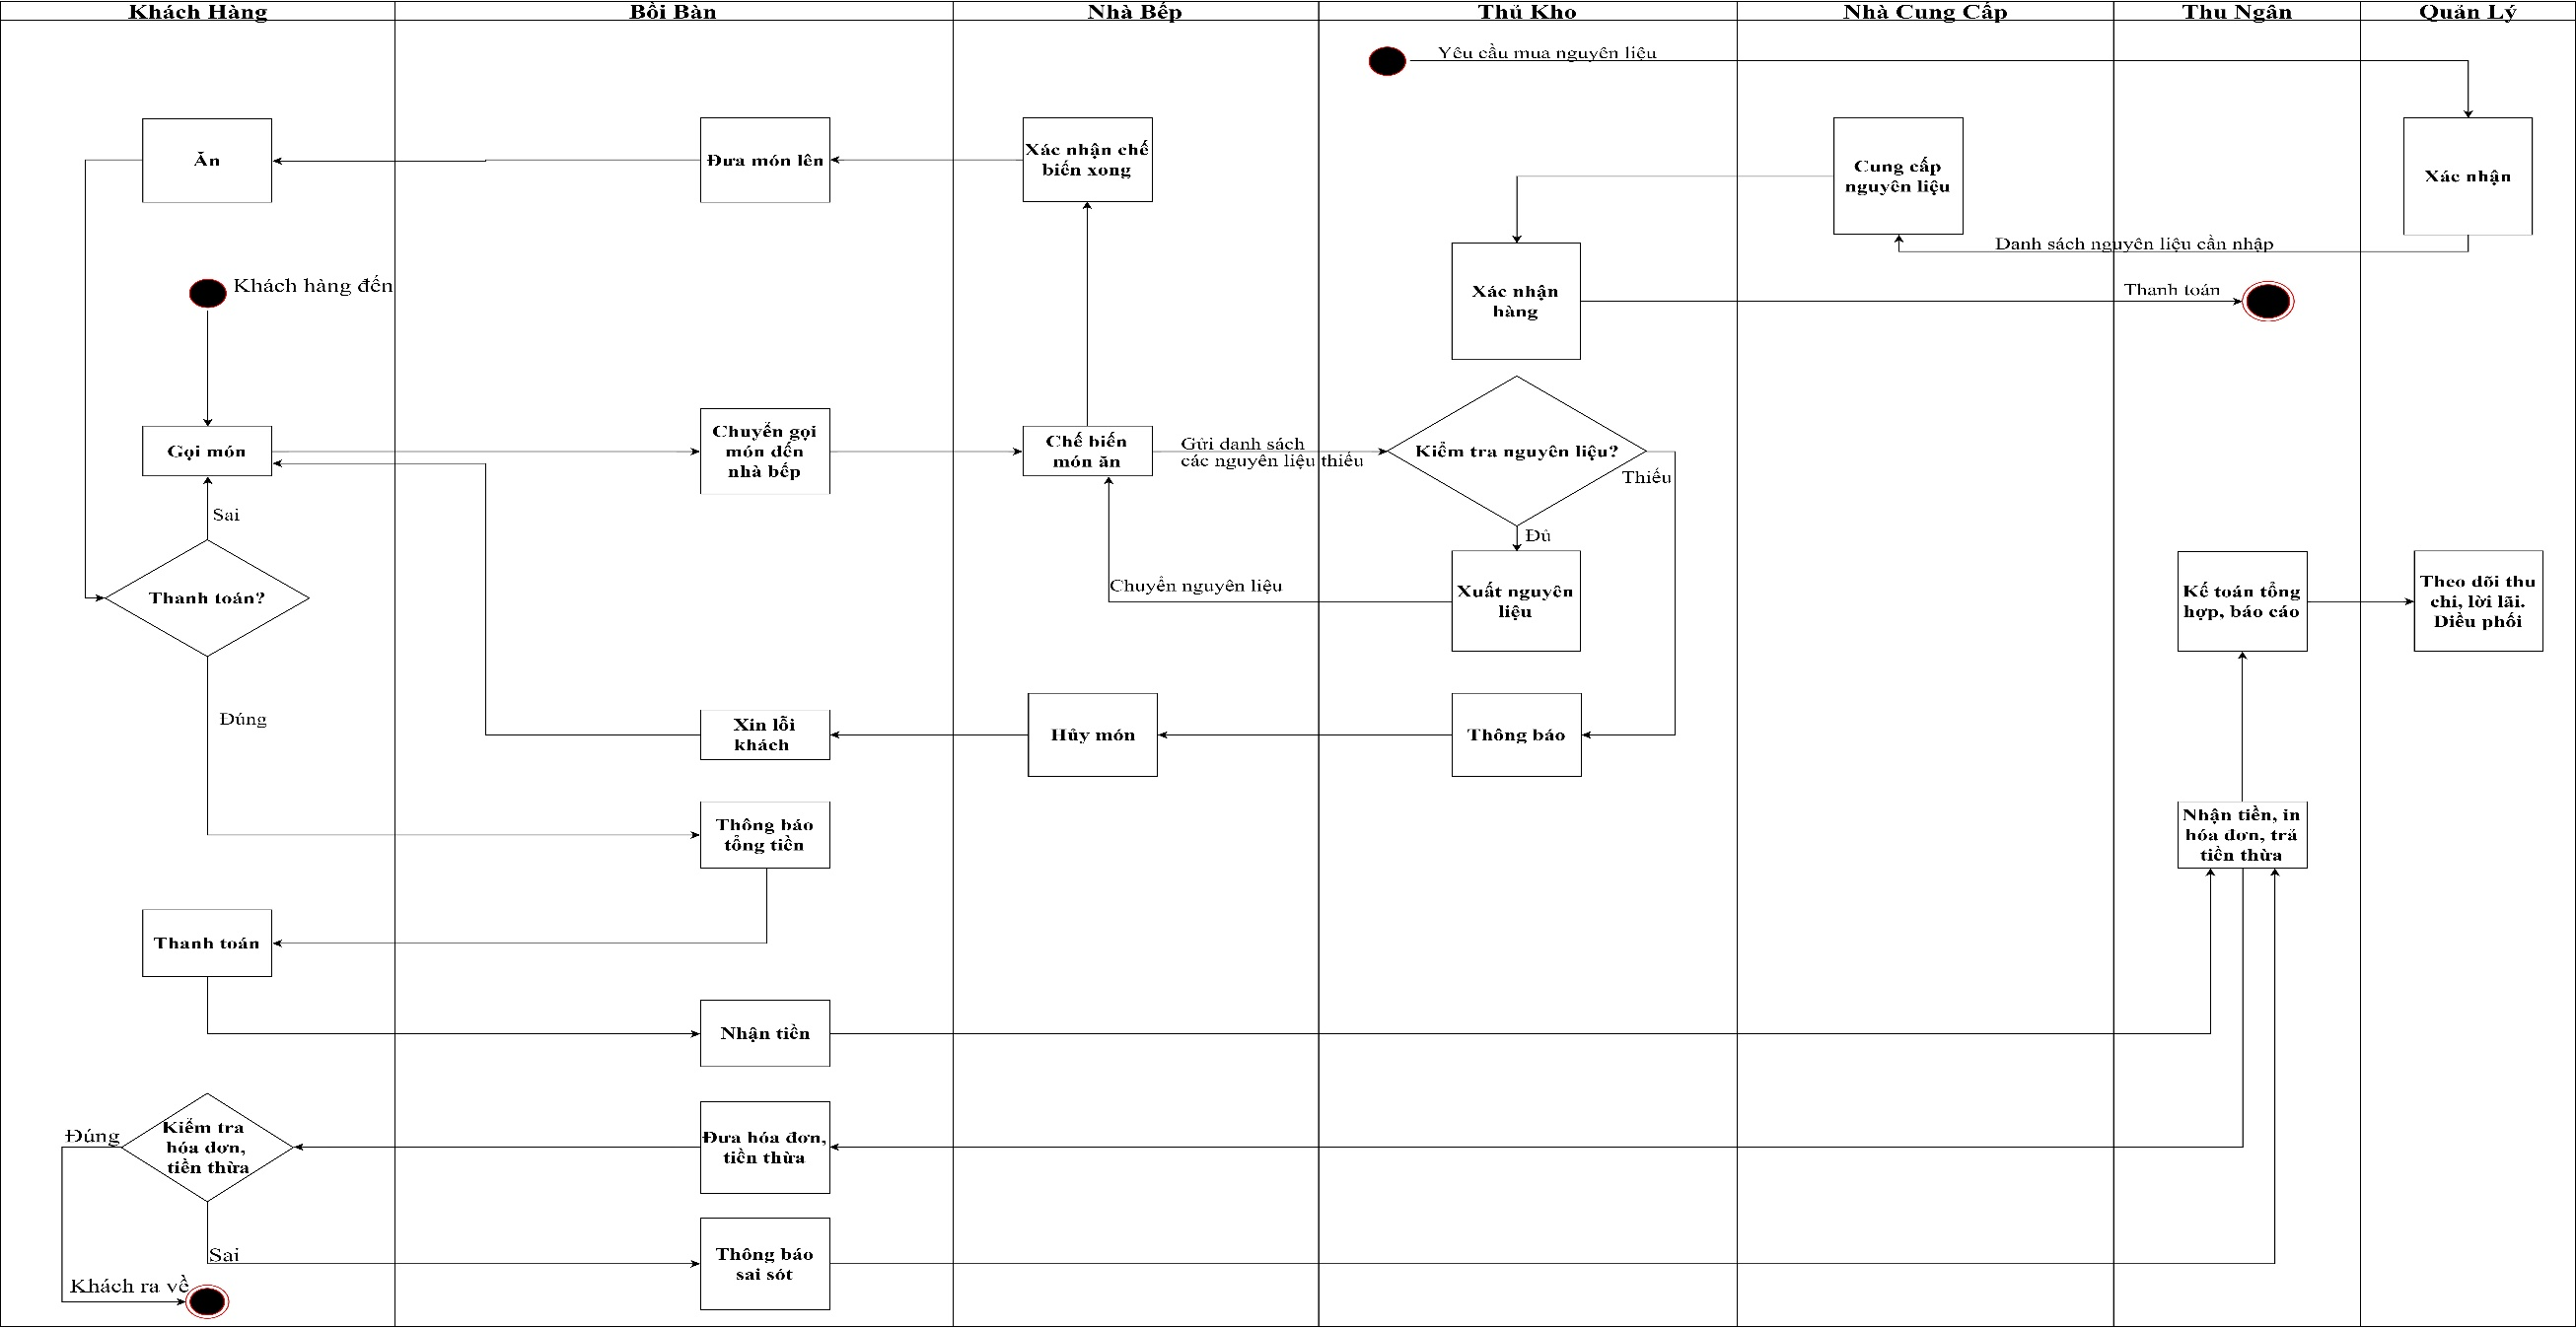 Khách Hàng
Bồi Bàn
Nhà Bếp
Thủ Kho
Nhà Cung Cấp
Thu Ngân
Quản Lý
Yêu cầu mua nguyên liệu
Ăn
Đưa món lên
Xác nhận chế
biến xong
Cung cấp
nguyên liệu
Xác nhận
Danh sách nguyên liệu cần nhập
Khách hàng đến
Xác nhận
hàng
Thanh toán
Gọi món
Chuyển gọi
món đến
nhà bếp
Chế biến
món ăn
Gửi danh sách
các nguyên liệu thiếu
Kiểm tra nguyên liệu?
Thiếu
Sai
Đủ
Thanh toán?
Chuyển nguyên liệu
Xuất nguyên
liệu
Kế toán tổng
hợp, báo cáo
Theo dõi thu
chi, lời lãi.
Điều phối
Đúng
Xin lỗi
khách
Hủy món
Thông báo
Thông báo
tổng tiền
Nhận tiền, in
hóa đơn, trả
tiền thừa
Thanh toán
Nhận tiền
Đúng
Kiểm tra
hóa đơn,
tiền thừa
Đưa hóa đơn,
tiền thừa
Sai
Thông báo
sai sót
Khách ra về